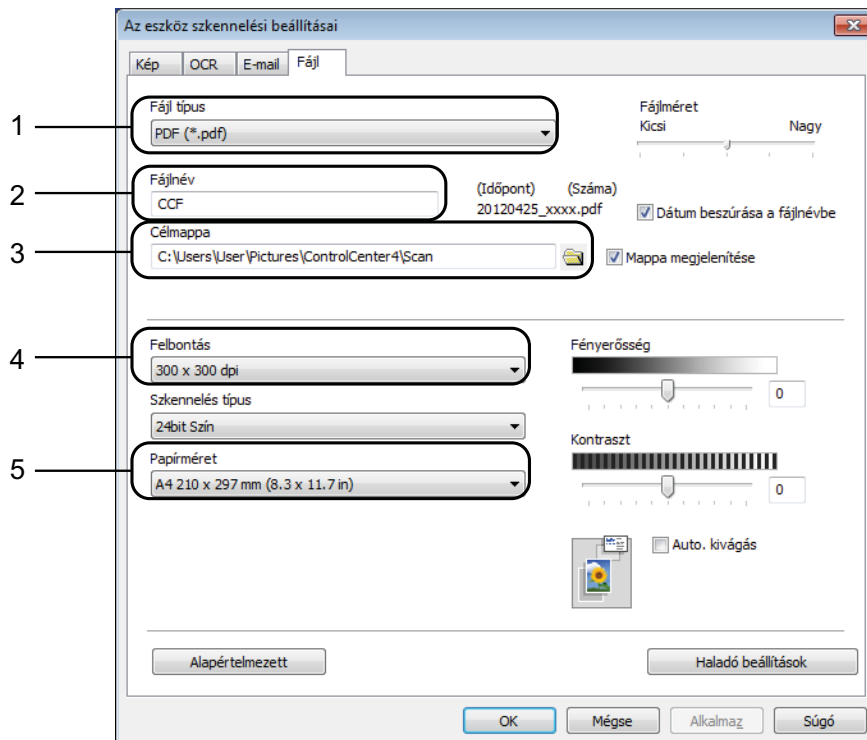 Az eszköz szkennelési beállításai
Kép OCR E-mail Fájl
1
Fájl típus
PDF (*.pdf)
Fájlméret
Kicsi Nagy
2
Fájlnév
CCF
(Időpont) (Száma)
20120425_xxxx.pdf
Dátum beszúrása a fájlnévbe
3
Célmappa
C:\Users\User\Pictures\ControlCenter4\Scan
Mappa megjelenítése
4
Felbontás
300 x 300 dpi
Fényerősség
0
Szkennelés típus
24bit Szín
Kontraszt
0
5
Papírméret
A4 210 x 297 mm (8.3 x 11.7 in)
Auto. kivágás
Alapértelmezett
Haladó beállítások
OK Mégse Alkalmaz Súgó